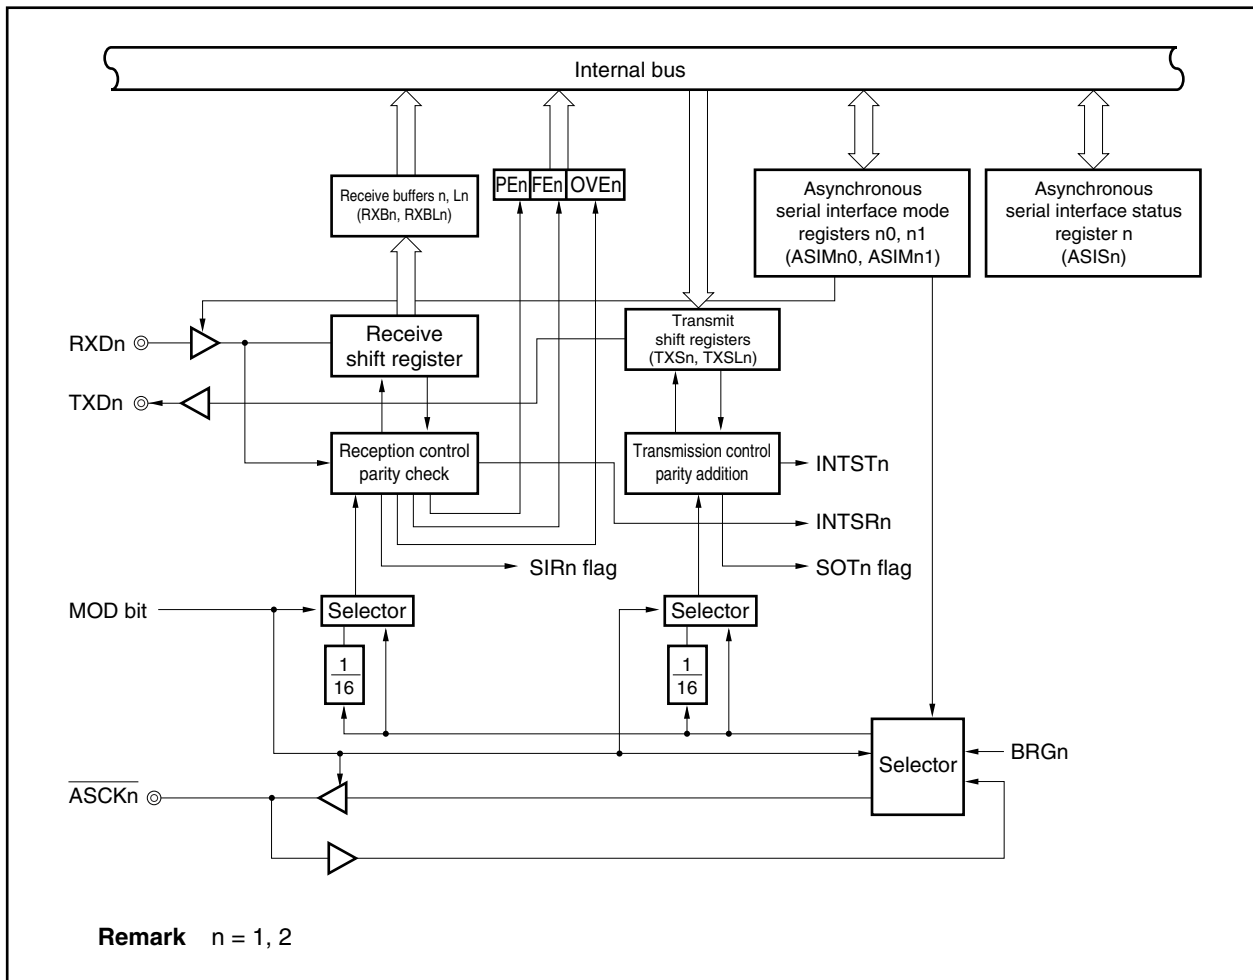 Internal bus
Receive buffers n, Ln
(RXBn, RXBLn)
PEn FEn OVEn
Asynchronous
serial interface mode
registers n0, n1
(ASIMn0, ASIMn1)
Asynchronous
serial interface status
register n
(ASISn)
RXDn
Receive
shift register
Transmit
shift registers
(TXSn, TXSLn)
TXDn
Reception control
parity check
Transmission control
parity addition
INTSTn
INTSRn
SIRn flag
SOTn flag
MOD bit
Selector
Selector
1
16
1
16
Selector
BRGn
ASCKn
Remark n = 1, 2